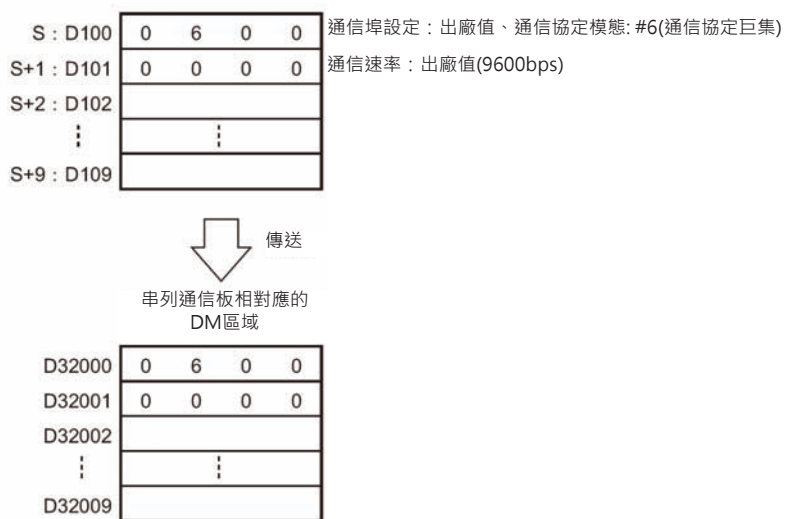 S：D100 0 6 0 0 通信埠設定：出廠值、通信協定模態: #6(通信協定巨集)
S+1：D101 0 0 0 0 通信速率：出廠值(9600bps)
S+2：D102
S+9：D109
傳送
串列通信板相對應的
DM區域
D32000 0 6 0 0
D32001 0 0 0 0
D32002
D32009